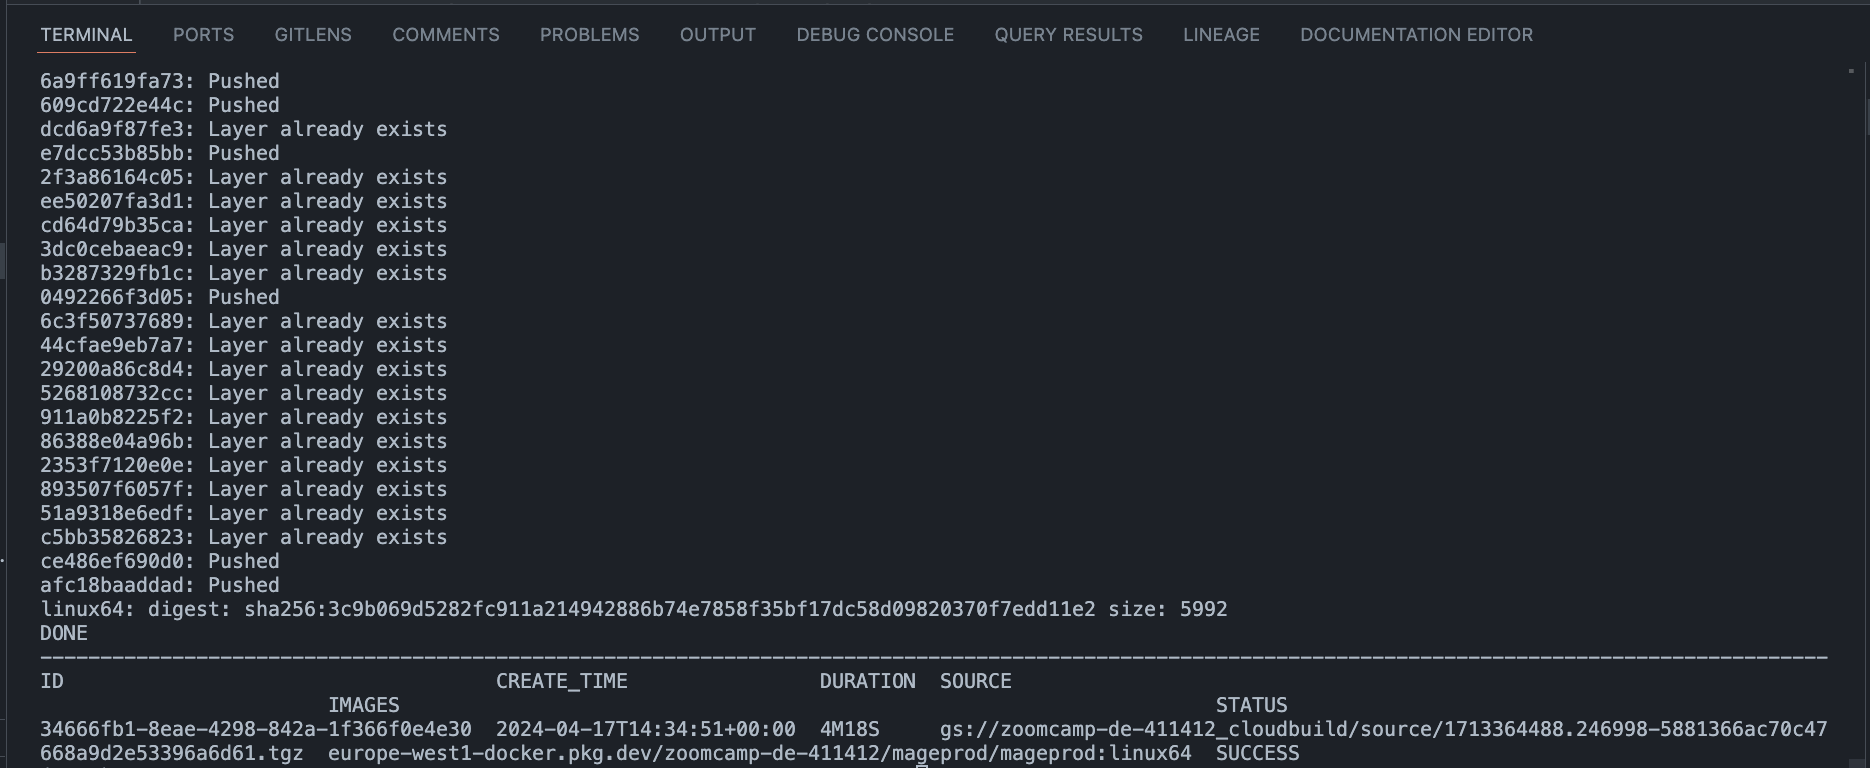 TERMINAL PORTS GITLENS COMMENTS PROBLEMS OUTPUT DEBUG CONSOLE QUERY RESULTS LINEAGE DOCUMENTATION EDITOR
6a9ff619fa73: Pushed
609cd722e44c: Pushed
dcd6a9f87fe3: Layer already exists
e7dcc53b85bb: Pushed
2f3a86164c05: Layer already exists
ee50207fa3d1: Layer already exists
cd64d79b35ca: Layer already exists
3dc0cebaeac9: Layer already exists
b3287329fb1c: Layer already exists
0492266f3d05: Pushed
6c3f50737689: Layer already exists
44cfae9eb7a7: Layer already exists
29200a86c8d4: Layer already exists
5268108732cc: Layer already exists
911a0b8225f2: Layer already exists
86388e04a96b: Layer already exists
2353f7120e0e: Layer already exists
893507f6057f: Layer already exists
51a9318e6edf: Layer already exists
c5bb35826823: Layer already exists
ce486ef690d0: Pushed
afc18baaddad: Pushed
linux64: digest: sha256:3c9b069d5282fc911a214942886b74e7858f35bf17dc58d09820370f7edd11e2 size: 5992
DONE
ID CREATE_TIME DURATION SOURCE
IMAGES STATUS
34666fb1-8eae-4298-842a-1f366f0e4e30 2024-04-17T14:34:51+00:00 4M18S gs://zoomcamp-de-411412_cloudbuild/source/1713364488.246998-5881366ac70c47
668a9d2e53396a6d61.tgz europe-west1-docker.pkg.dev/zoomcamp-de-411412/mageprod/mageprod:linux64 SUCCESS